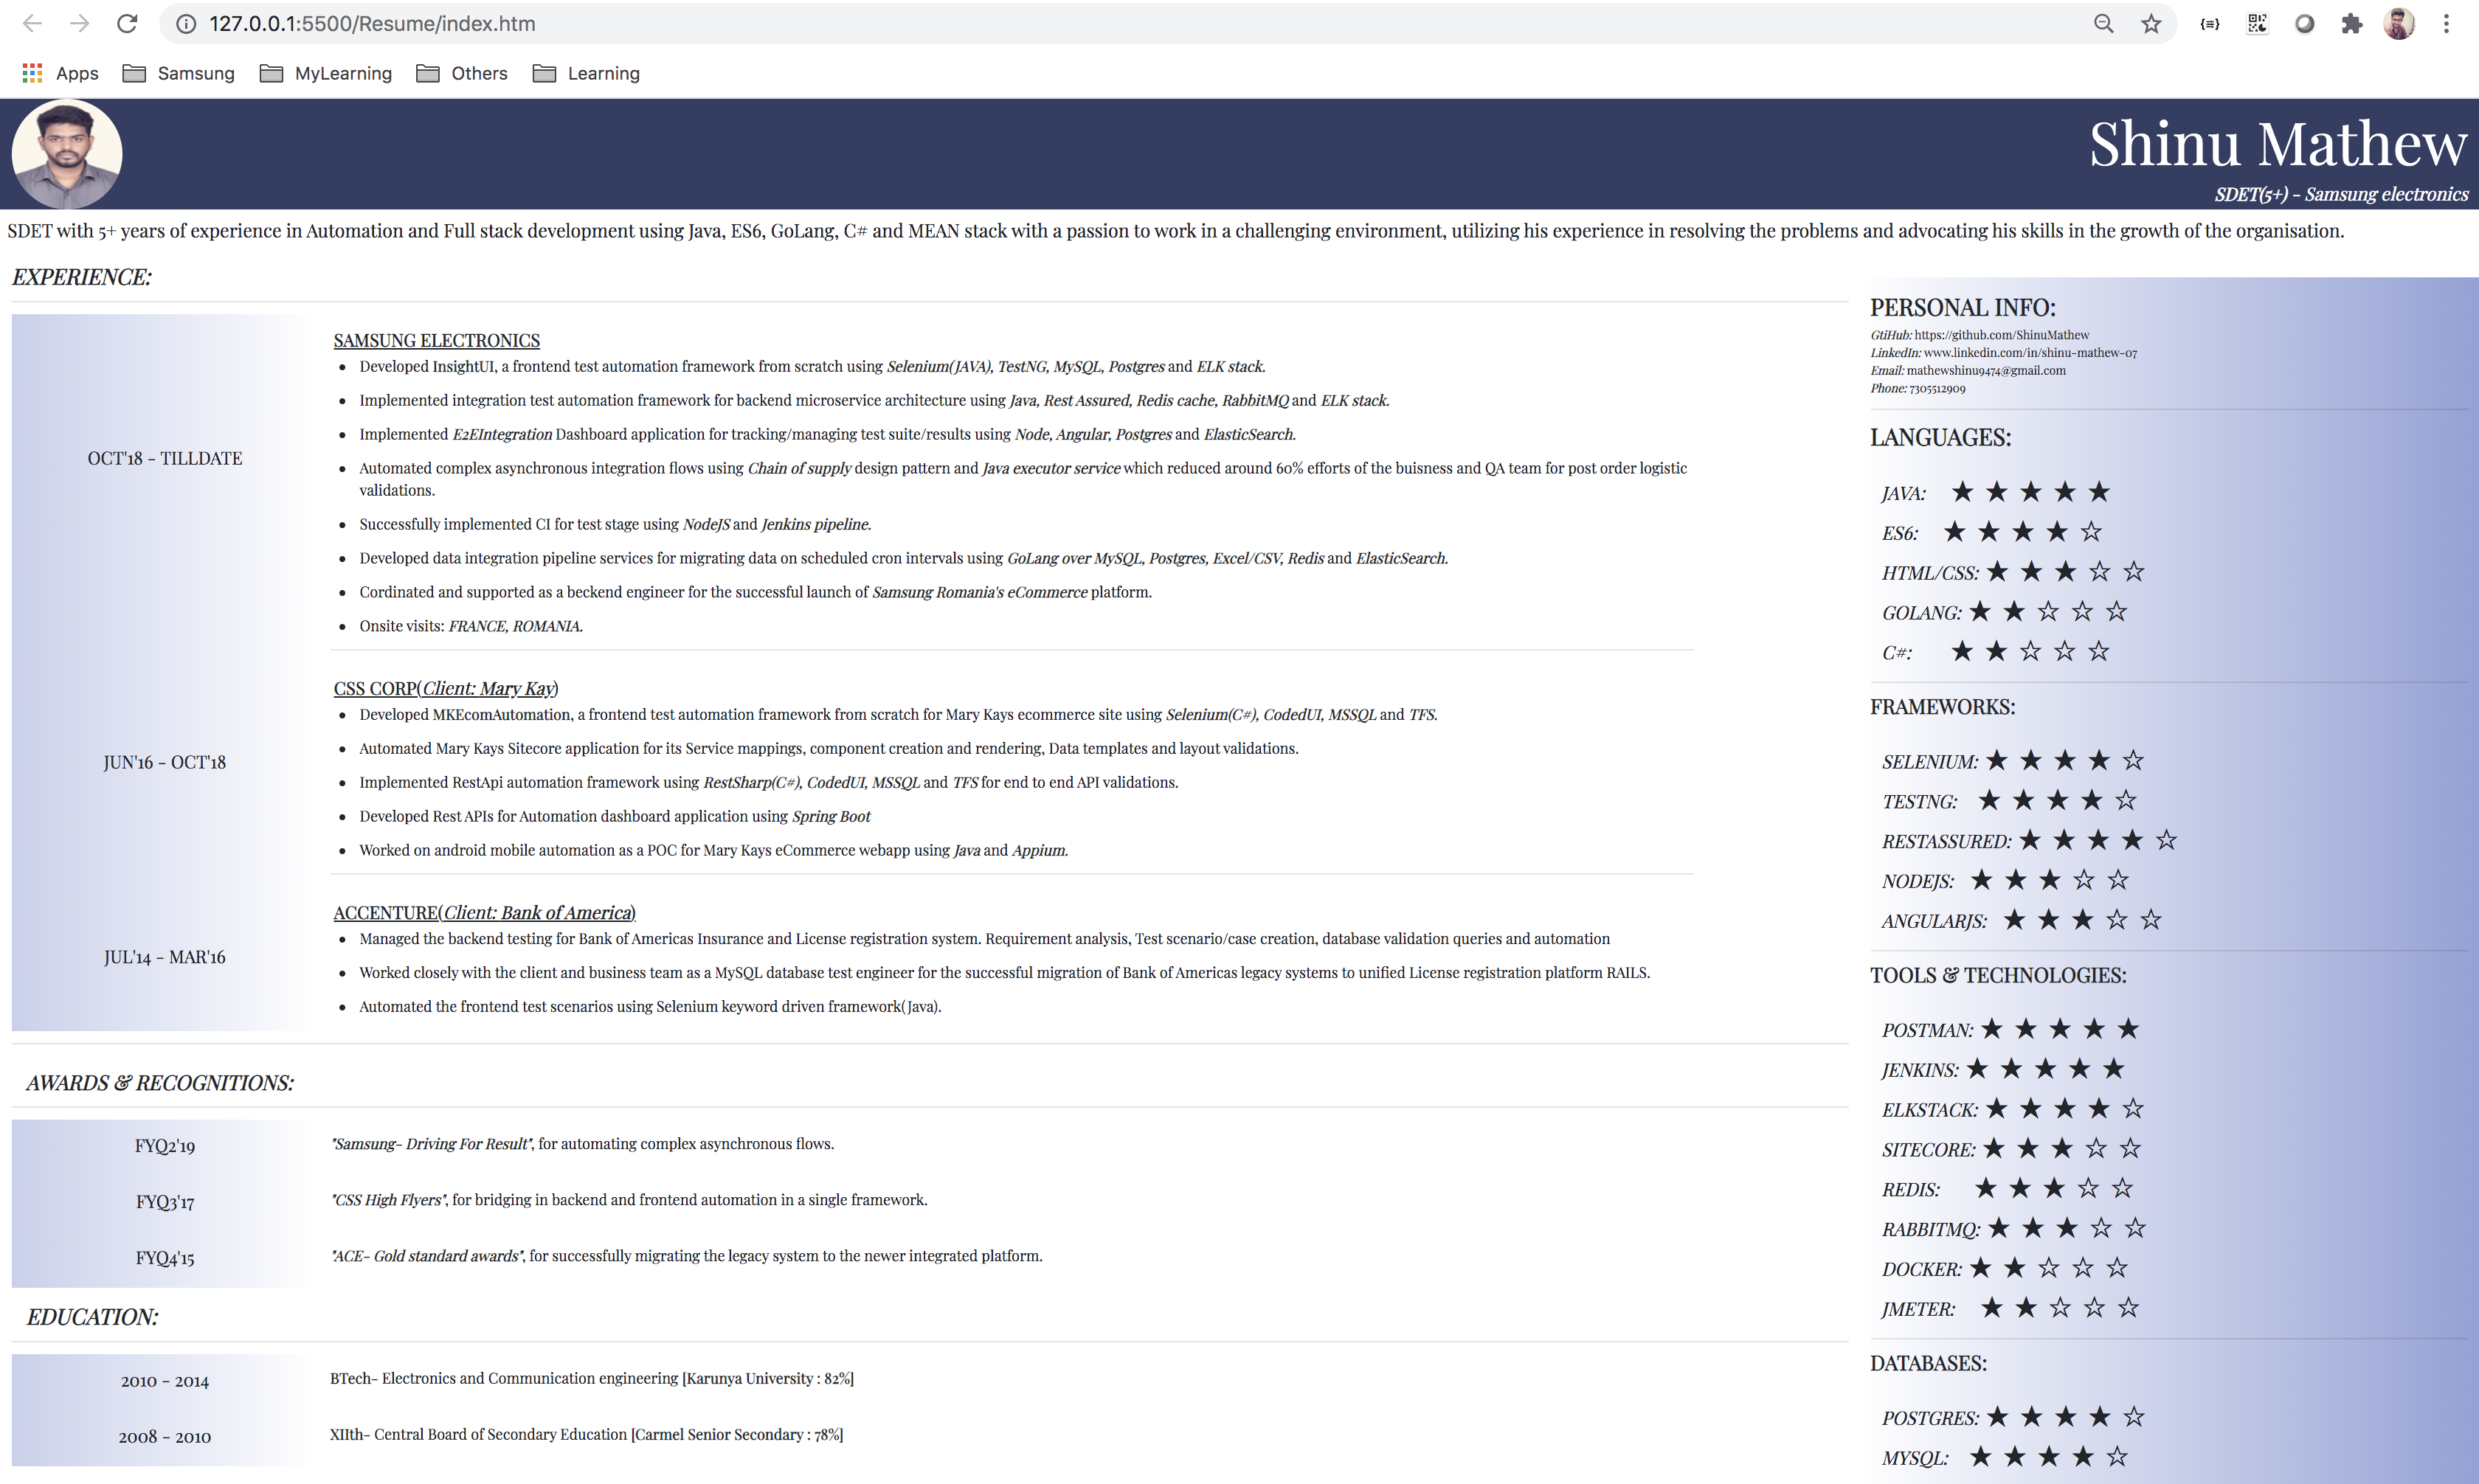 127.0.0.1:5500/Resume/index.htm
Apps Samsung MyLearning Others Learning
Shinu Mathew
SDET(5+) - Samsung electronics
SDET with 5+ years of experience in Automation and Full stack development using Java, ES6, GoLang, C# and MEAN stack with a passion to work in a challenging environment, utilizing his experience in resolving the problems and advocating his skills in the growth of the organisation.
EXPERIENCE:
OCT'18 - TILLDATE
SAMSUNG ELECTRONICS
• Developed InsightUI, a frontend test automation framework from scratch using Selenium(JAVA), TestNG, MySQL, Postgres and ELK stack.
• Implemented integration test automation framework for backend microservice architecture using Java, Rest Assured, Redis cache, RabbitMQ and ELK stack.
• Implemented E2EIntegration Dashboard application for tracking/managing test suite/results using Node, Angular, Postgres and ElasticSearch.
• Automated complex asynchronous integration flows using Chain of supply design pattern and Java executor service which reduced around 60% efforts of the buisness and QA team for post order logistic
validations.
• Successfully implemented CI for test stage using NodeJS and Jenkins pipeline.
• Developed data integration pipeline services for migrating data on scheduled cron intervals using GoLang over MySQL, Postgres, Excel/CSV, Redis and ElasticSearch.
• Cordinated and supported as a beckend engineer for the successful launch of Samsung Romania's eCommerce platform.
• Onsite visits: FRANCE, ROMANIA.
JUN'16 - OCT'18
CSS CORP(Client: Mary Kay)
• Developed MKEcomAutomation, a frontend test automation framework from scratch for Mary Kays ecommerce site using Selenium(C#), CodedUI, MSSQL and TFS.
• Automated Mary Kays Sitecore application for its Service mappings, component creation and rendering, Data templates and layout validations.
• Implemented RestApi automation framework using RestSharp(C#), CodedUI, MSSQL and TFS for end to end API validations.
• Developed Rest APIs for Automation dashboard application using Spring Boot
• Worked on android mobile automation as a POC for Mary Kays eCommerce webapp using Java and Appium.
JUL'14 - MAR'16
ACCENTURE(Client: Bank of America)
• Managed the backend testing for Bank of Americas Insurance and License registration system. Requirement analysis, Test scenario/case creation, database validation queries and automation
• Worked closely with the client and business team as a MySQL database test engineer for the successful migration of Bank of Americas legacy systems to unified License registration platform RAILS.
• Automated the frontend test scenarios using Selenium keyword driven framework(Java).
AWARDS & RECOGNITIONS:
FYQ2'19 "Samsung- Driving For Result", for automating complex asynchronous flows.
FYQ3'17 "CSS High Flyers", for bridging in backend and frontend automation in a single framework.
FYQ4'15 "ACE- Gold standard awards", for successfully migrating the legacy system to the newer integrated platform.
EDUCATION:
2010 - 2014 BTech- Electronics and Communication engineering [Karunya University : 82%]
2008 - 2010 XIIth- Central Board of Secondary Education [Carmel Senior Secondary : 78%]
PERSONAL INFO:
GtiHub: https://github.com/ShinuMathew
LinkedIn: www.linkedin.com/in/shinu-mathew-07
Email: mathewshinu9474@gmail.com
Phone: 7305512909
LANGUAGES:
JAVA: ★ ★ ★ ★ ★
ES6: ★ ★ ★ ★ ☆
HTML/CSS: ★ ★ ★ ☆ ☆
GOLANG: ★ ★ ☆ ☆ ☆
C#: ★ ★ ☆ ☆ ☆
FRAMEWORKS:
SELENIUM: ★ ★ ★ ★ ☆
TESTNG: ★ ★ ★ ★ ☆
RESTASSURED: ★ ★ ★ ★ ☆
NODEJS: ★ ★ ★ ☆ ☆
ANGULARJS: ★ ★ ★ ☆ ☆
TOOLS & TECHNOLOGIES:
POSTMAN: ★ ★ ★ ★ ★
JENKINS: ★ ★ ★ ★ ★
ELKSTACK: ★ ★ ★ ★ ☆
SITECORE: ★ ★ ★ ☆ ☆
REDIS: ★ ★ ★ ☆ ☆
RABBITMQ: ★ ★ ★ ☆ ☆
DOCKER: ★ ★ ☆ ☆ ☆
JMETER: ★ ★ ☆ ☆ ☆
DATABASES:
POSTGRES: ★ ★ ★ ★ ☆
MYSQL: ★ ★ ★ ★ ☆